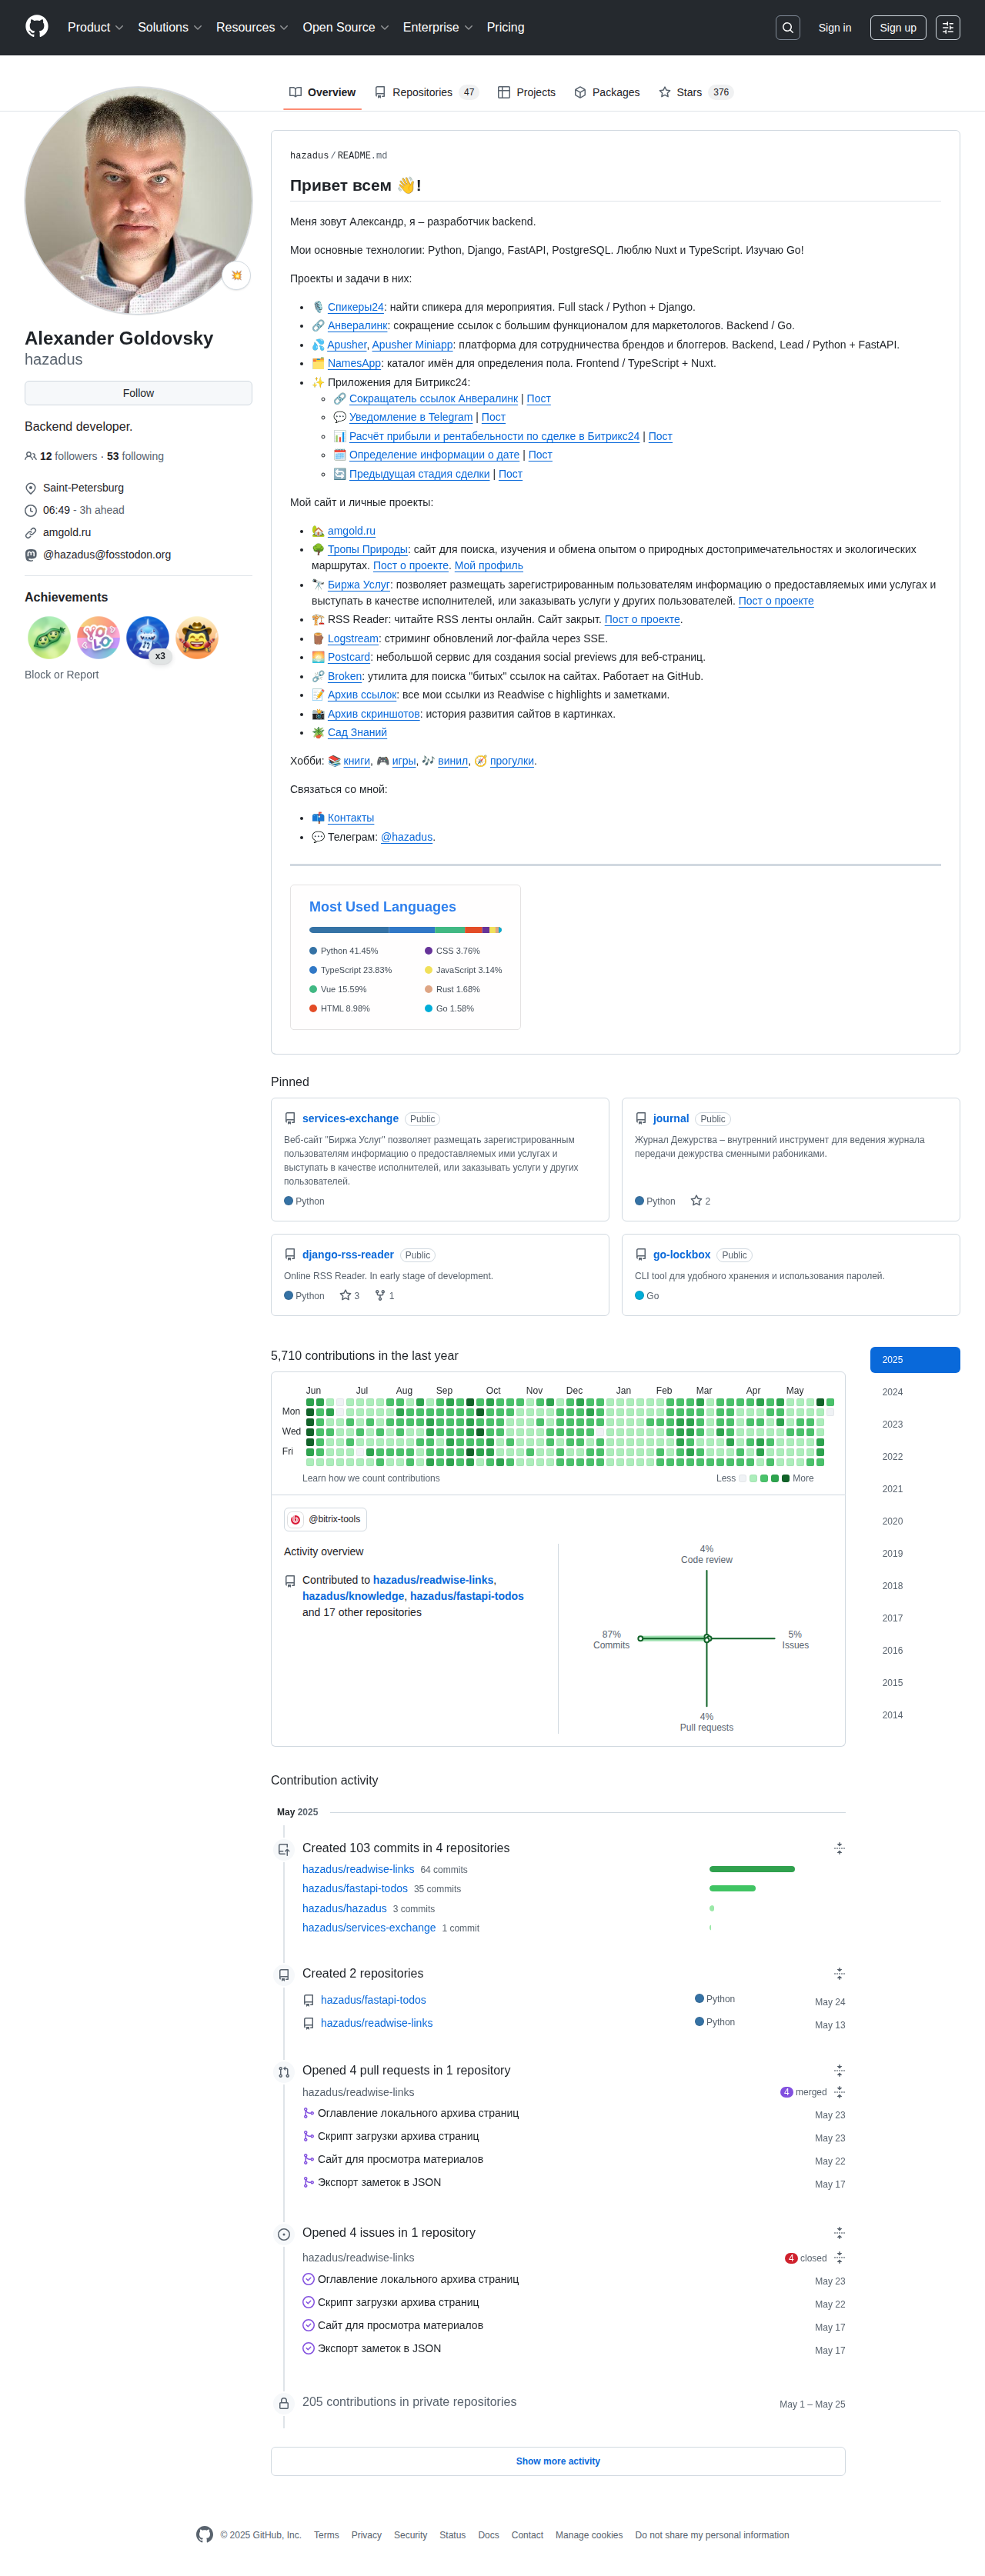 Product Solutions Resources Open Source Enterprise Pricing Sign in Sign up
Overview Repositories 47 Projects Packages Stars 376
Alexander Goldovsky
hazadus
Follow
Backend developer.
12 followers · 53 following
Saint-Petersburg
06:49 - 3h ahead
amgold.ru
@hazadus@fosstodon.org
Achievements
YOLO
x3
Block or Report
hazadus/README.md
Привет всем 👋!
Меня зовут Александр, я – разработчик backend.
Мои основные технологии: Python, Django, FastAPI, PostgreSQL. Люблю Nuxt и TypeScript. Изучаю Go!
Проекты и задачи в них:
🎙️ Спикеры24: найти спикера для мероприятия. Full stack / Python + Django.
🔗 Анвералинк: сокращение ссылок с большим функционалом для маркетологов. Backend / Go.
💦 Apusher, Apusher Miniapp: платформа для сотрудничества брендов и блоггеров. Backend, Lead / Python + FastAPI.
🗂️ NamesApp: каталог имён для определения пола. Frontend / TypeScript + Nuxt.
✨ Приложения для Битрикс24:
🔗 Сокращатель ссылок Анвералинк | Пост
💬 Уведомление в Telegram | Пост
📊 Расчёт прибыли и рентабельности по сделке в Битрикс24 | Пост
🗓️ Определение информации о дате | Пост
🔄 Предыдущая стадия сделки | Пост
Мой сайт и личные проекты:
🏡 amgold.ru
🌳 Тропы Природы: сайт для поиска, изучения и обмена опытом о природных достопримечательностях и экологических
маршрутах. Пост о проекте. Мой профиль
🔭 Биржа Услуг: позволяет размещать зарегистрированным пользователям информацию о предоставляемых ими услугах и
выступать в качестве исполнителей, или заказывать услуги у других пользователей. Пост о проекте
🏗️ RSS Reader: читайте RSS ленты онлайн. Сайт закрыт. Пост о проекте.
🪵 Logstream: стриминг обновлений лог-файла через SSE.
🌅 Postcard: небольшой сервис для создания social previews для веб-страниц.
🔗 Broken: утилита для поиска "битых" ссылок на сайтах. Работает на GitHub.
📝 Архив ссылок: все мои ссылки из Readwise с highlights и заметками.
📸 Архив скриншотов: история развития сайтов в картинках.
🪴 Сад Знаний
Хобби: 📚 книги, 🎮 игры, 🎶 винил, 🧭 прогулки.
Связаться со мной:
📫 Контакты
💬 Телеграм: @hazadus.
Most Used Languages
Python 41.45% CSS 3.76%
TypeScript 23.83% JavaScript 3.14%
Vue 15.59% Rust 1.68%
HTML 8.98% Go 1.58%
Pinned
services-exchange Public
Веб-сайт "Биржа Услуг" позволяет размещать зарегистрированным
пользователям информацию о предоставляемых ими услугах и
выступать в качестве исполнителей, или заказывать услуги у других
пользователей.
Python
journal Public
Журнал Дежурства – внутренний инструмент для ведения журнала
передачи дежурства сменными рабониками.
Python 2
django-rss-reader Public
Online RSS Reader. In early stage of development.
Python 3 1
go-lockbox Public
CLI tool для удобного хранения и использования паролей.
Go
5,710 contributions in the last year
Jun Jul Aug Sep Oct Nov Dec Jan Feb Mar Apr May
Mon
Wed
Fri
Learn how we count contributions Less More
2025
2024
2023
2022
2021
2020
2019
2018
2017
2016
2015
2014
@bitrix-tools
Activity overview
Contributed to hazadus/readwise-links,
hazadus/knowledge, hazadus/fastapi-todos
and 17 other repositories
4%
Code review
87%
Commits
5%
Issues
4%
Pull requests
Contribution activity
May 2025
Created 103 commits in 4 repositories
hazadus/readwise-links 64 commits
hazadus/fastapi-todos 35 commits
hazadus/hazadus 3 commits
hazadus/services-exchange 1 commit
Created 2 repositories
hazadus/fastapi-todos Python May 24
hazadus/readwise-links Python May 13
Opened 4 pull requests in 1 repository
hazadus/readwise-links 4 merged
Оглавление локального архива страниц May 23
Скрипт загрузки архива страниц May 23
Сайт для просмотра материалов May 22
Экспорт заметок в JSON May 17
Opened 4 issues in 1 repository
hazadus/readwise-links 4 closed
Оглавление локального архива страниц May 23
Скрипт загрузки архива страниц May 22
Сайт для просмотра материалов May 17
Экспорт заметок в JSON May 17
205 contributions in private repositories May 1 – May 25
Show more activity
© 2025 GitHub, Inc. Terms Privacy Security Status Docs Contact Manage cookies Do not share my personal information